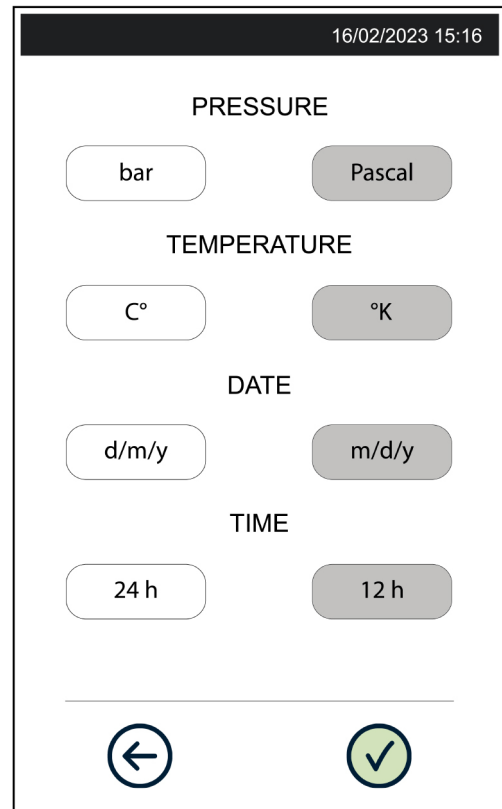 16/02/2023 15:16
PRESSURE
bar Pascal
TEMPERATURE
C° °K
DATE
d/m/y m/d/y
TIME
24 h 12 h